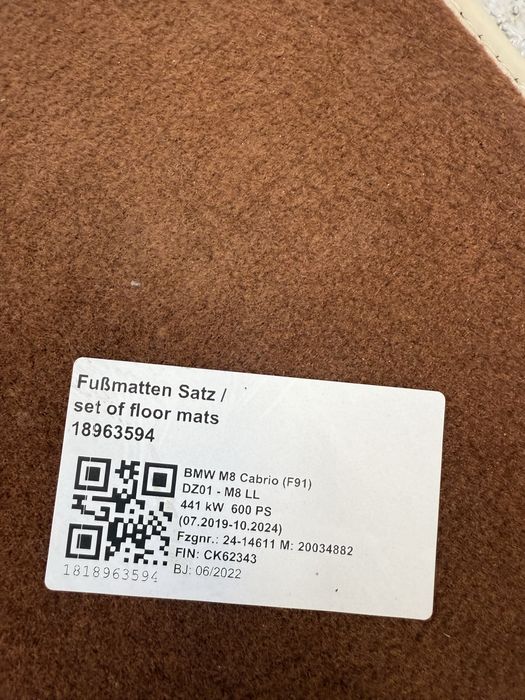 Fußmatten Satz /
set of floor mats
18963594
BMW M8 Cabrio (F91)
DZ01 - M8 LL
441 kW 600 PS
(07.2019-10.2024)
Fzgnr.: 24-14611 M: 20034882
FIN: CK62343
BJ: 06/2022
1818963594